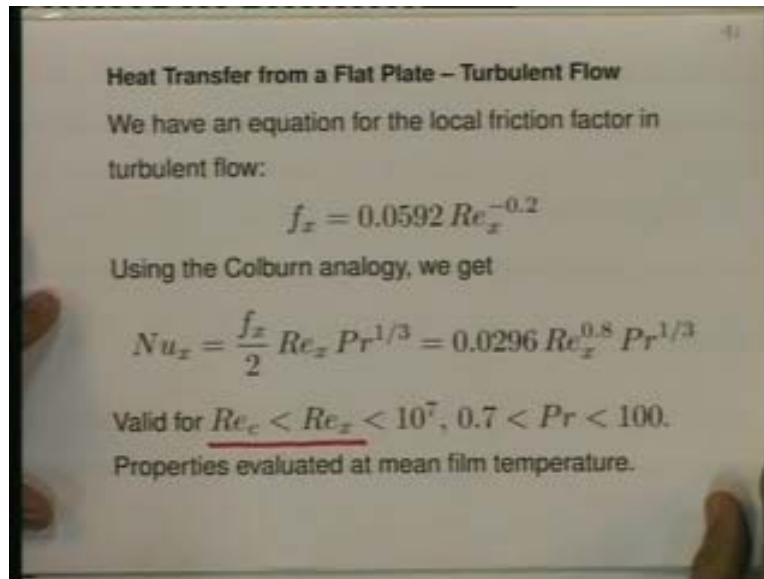 Heat Transfer from a Flat Plate – Turbulent Flow
We have an equation for the local friction factor in
turbulent flow:
f_x = 0.0592 Re_x^{-0.2}
Using the Colburn analogy, we get
Nu_x = \frac{f_x}{2} Re_x Pr^{1/3} = 0.0296 Re_x^{0.8} Pr^{1/3}
Valid for Re_c < Re_x < 10^7, 0.7 < Pr < 100.
Properties evaluated at mean film temperature.